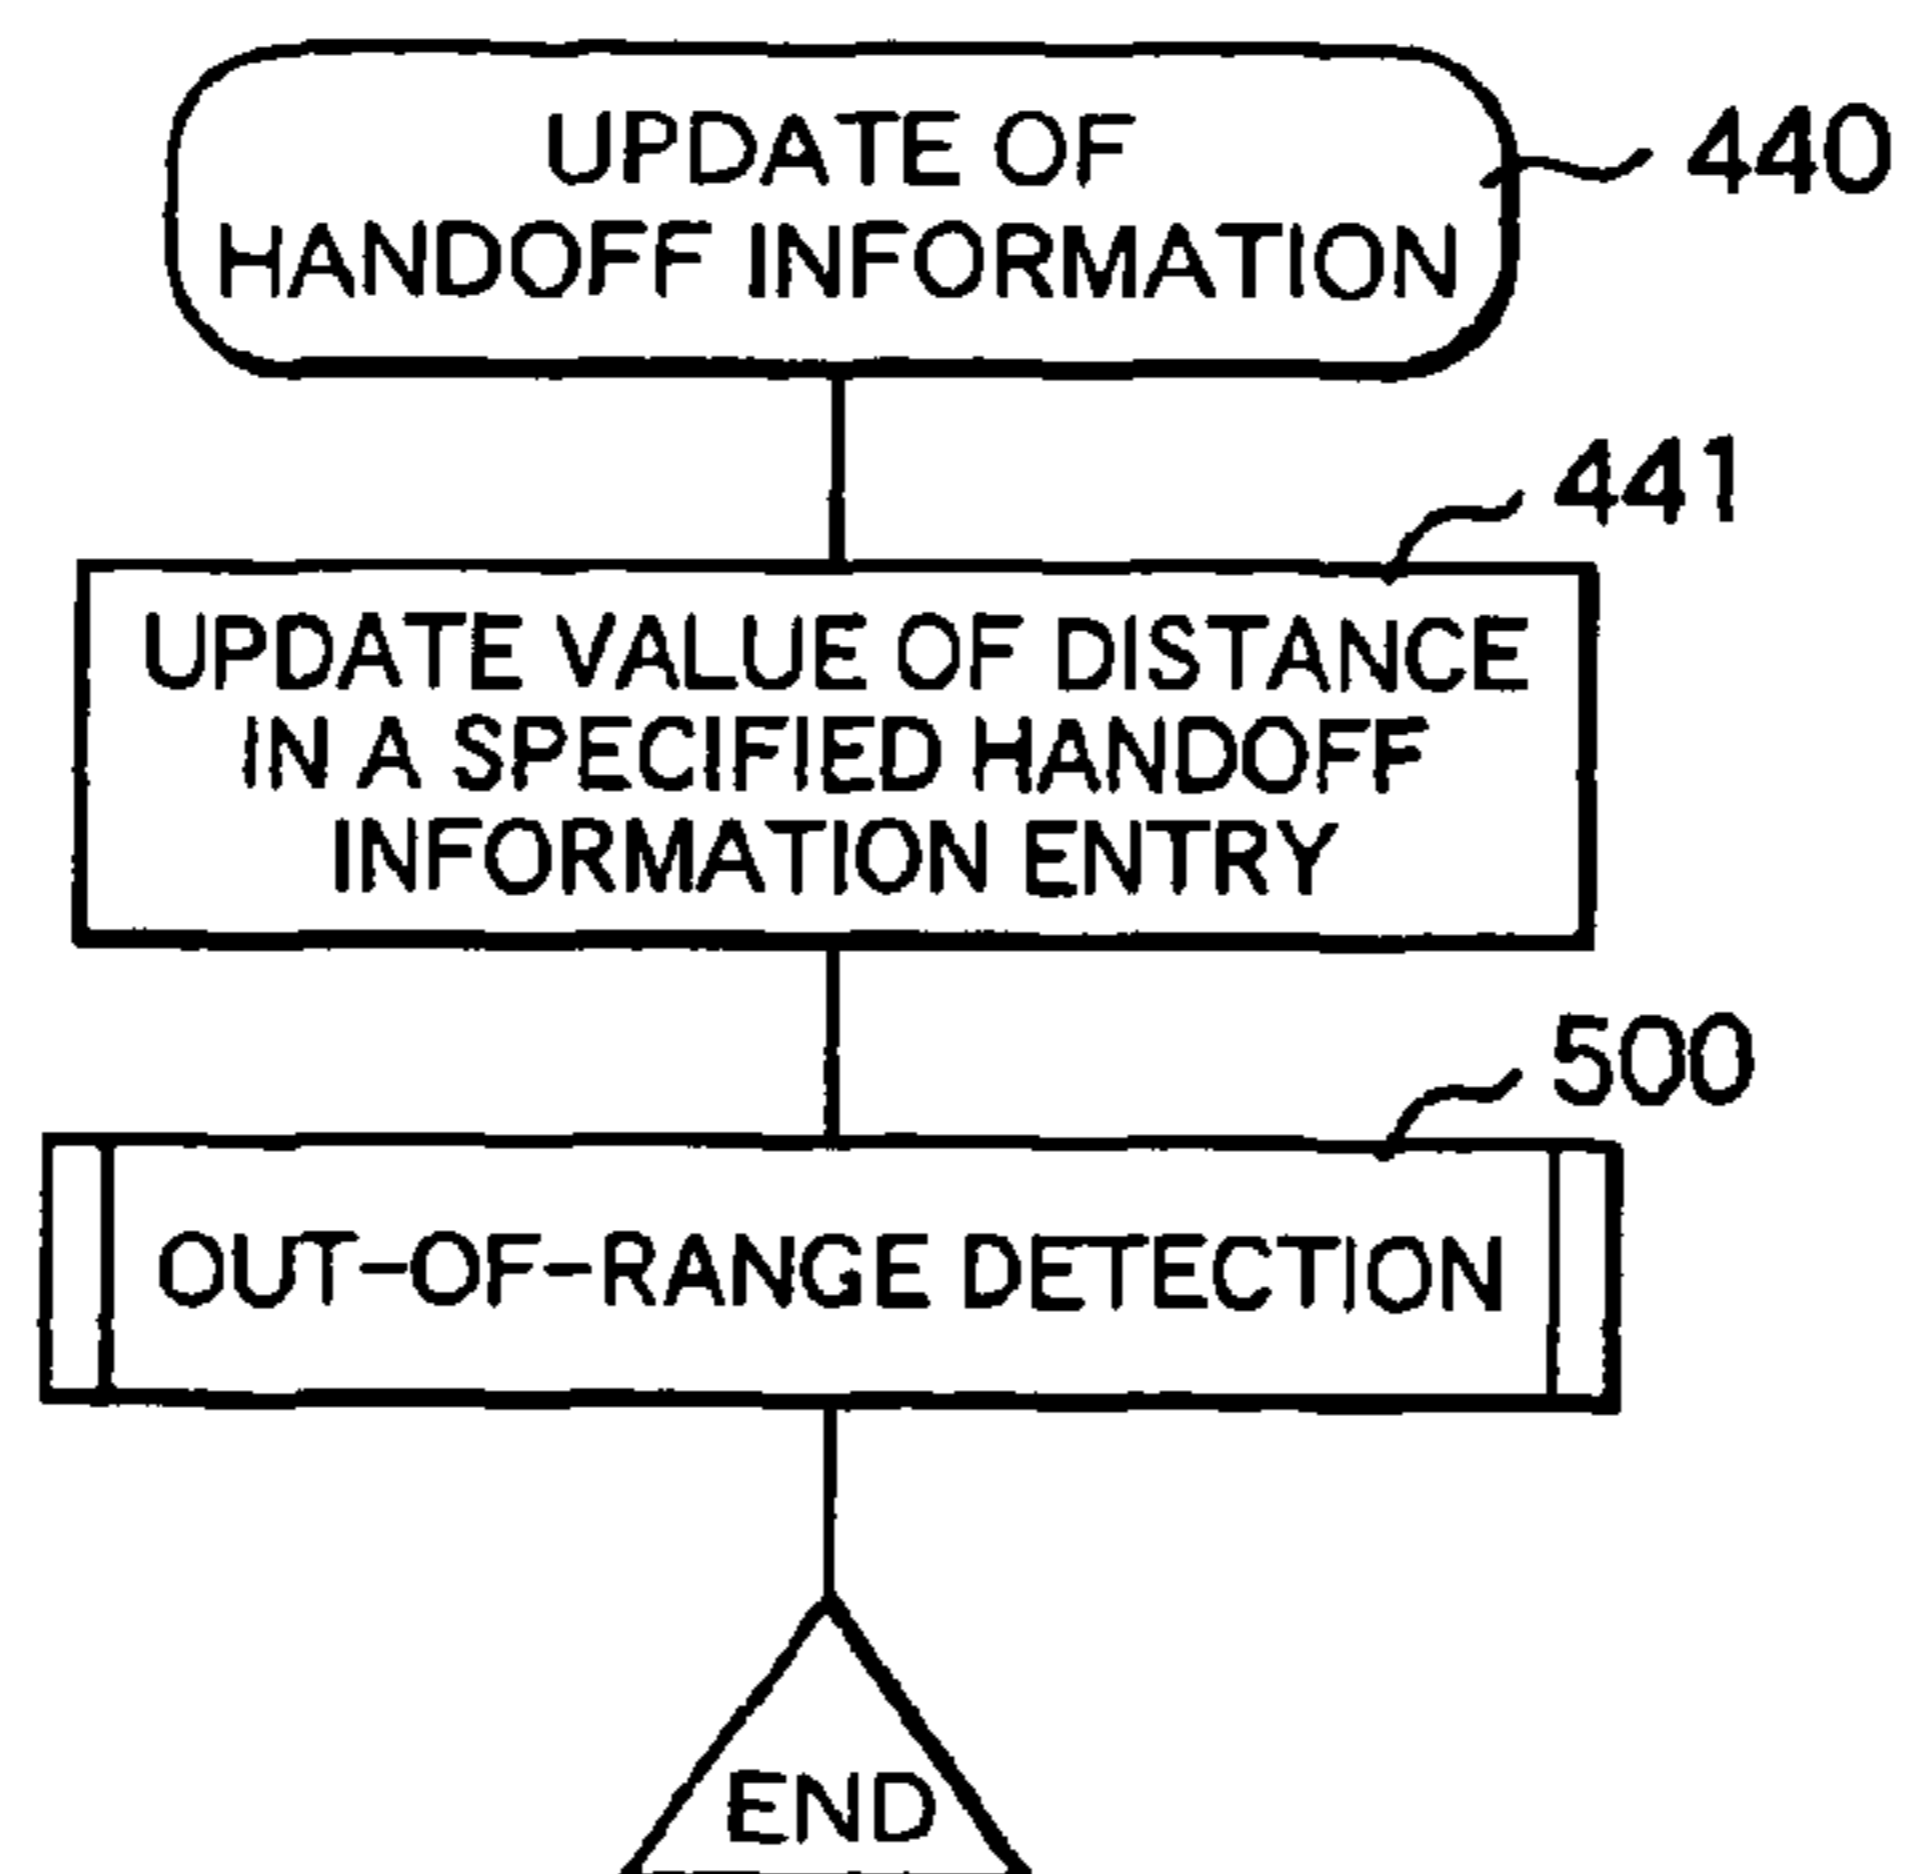 UPDATE OF
HANDOFF INFORMATION
440
441
UPDATE VALUE OF DISTANCE
IN A SPECIFIED HANDOFF
INFORMATION ENTRY
500
OUT-OF-RANGE DETECTION
END